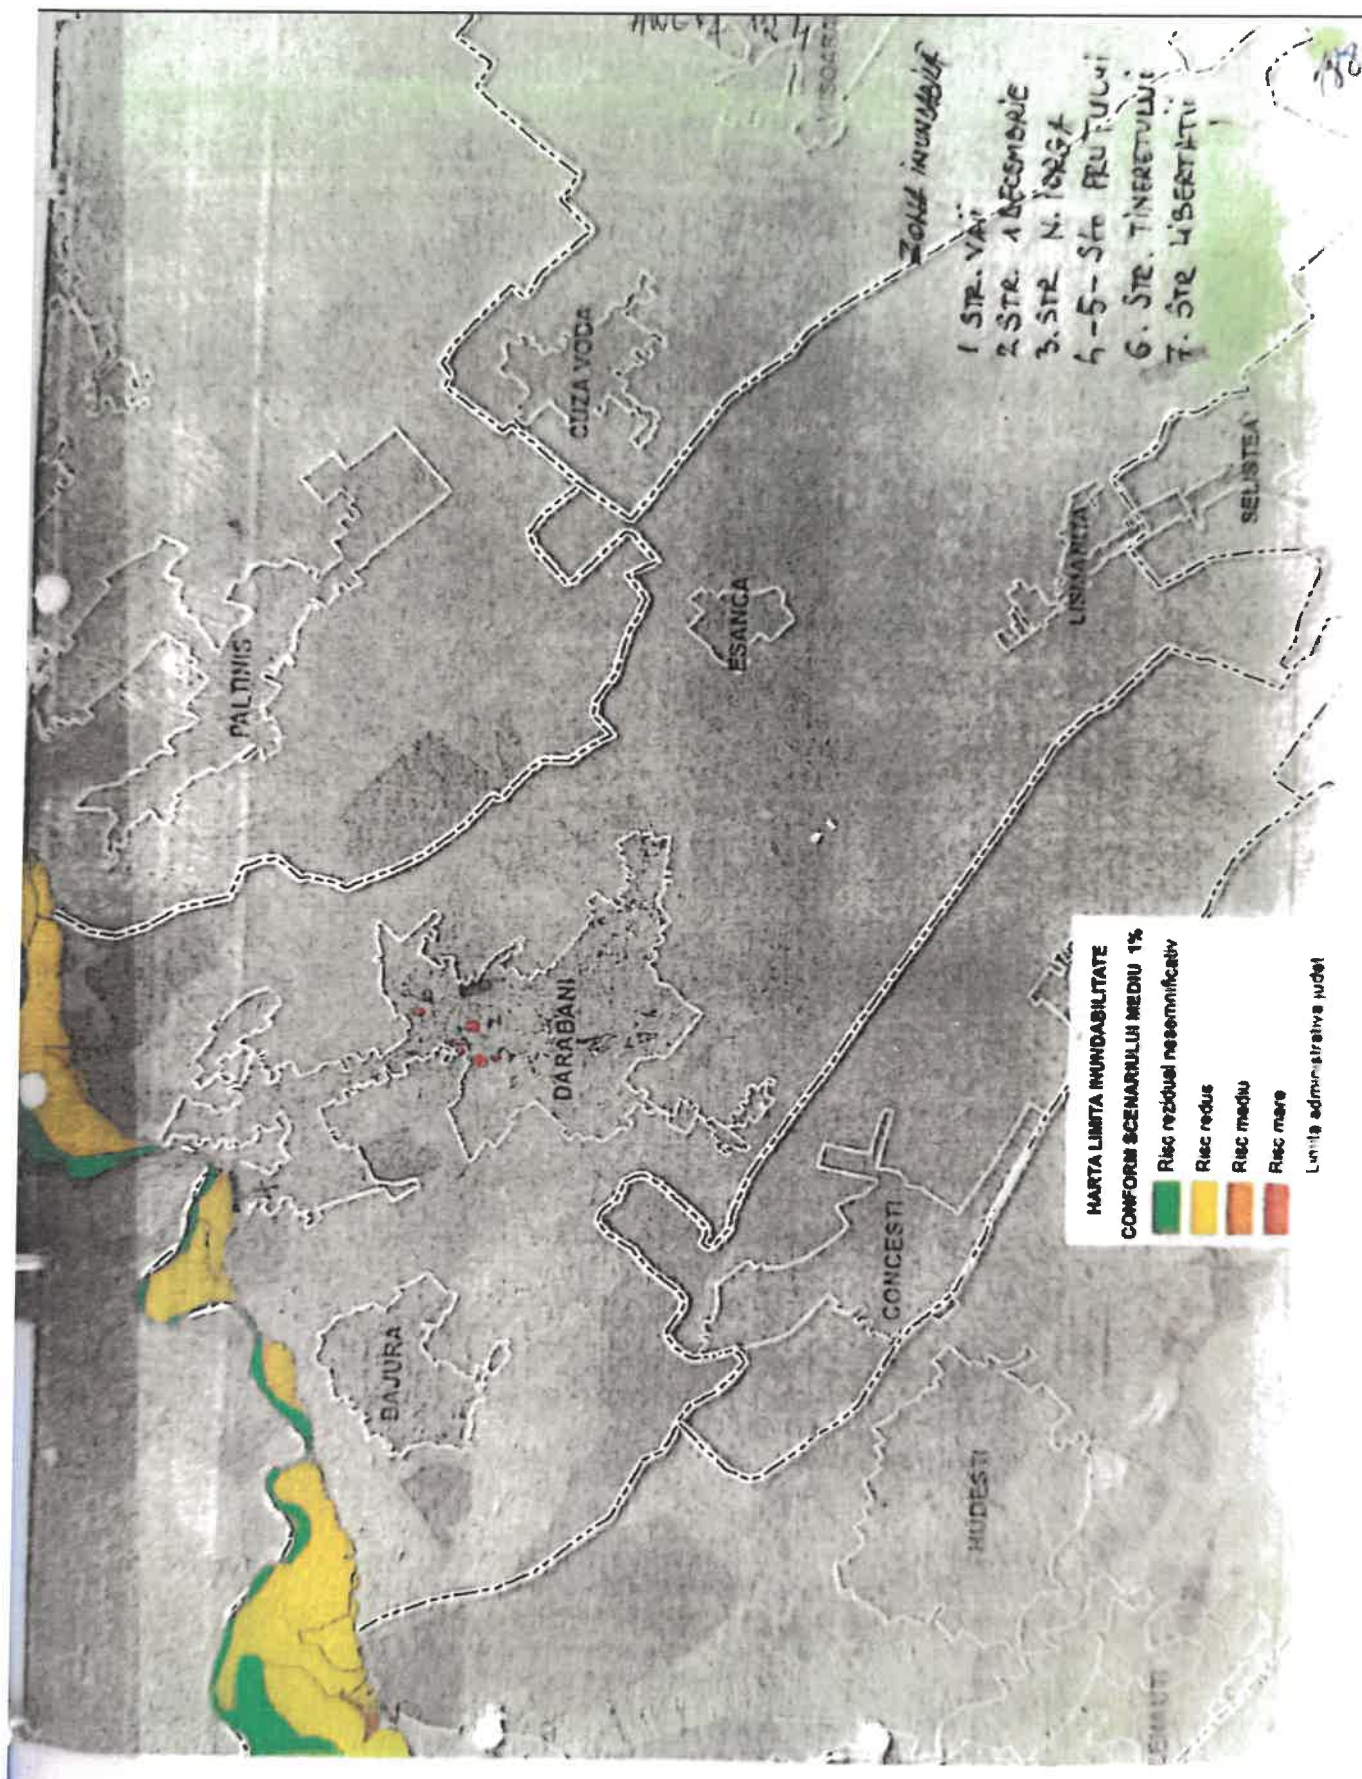 ZONE INUNDABILE
1 STR. VAII
2 STR. 1 DECEMBRIE
3. STR N. IORGA
4-5- Str PRUTULUI
6. STR. TINERETULUI
7. STR LIBERTATII
PALTINIS
CUZA VODA
ESANCA
LISMANITA
SELISTEA
DARABANI
BAJURA
CONCESTI
HUDESTI
HARTA LIMITA INUNDABILITATE
CONFORM SCENARIULUI MEDIU 1%
Risc rezidual nesemnificativ
Risc redus
Risc mediu
Risc mare
Limita administrativa judet